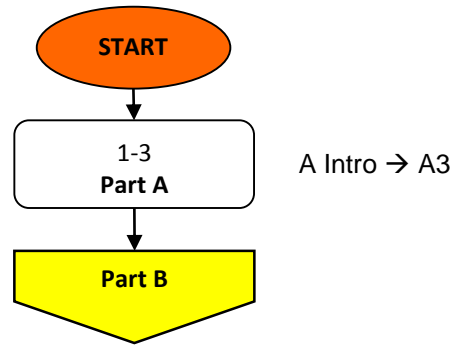 START
1-3
Part A
A Intro → A3
Part B